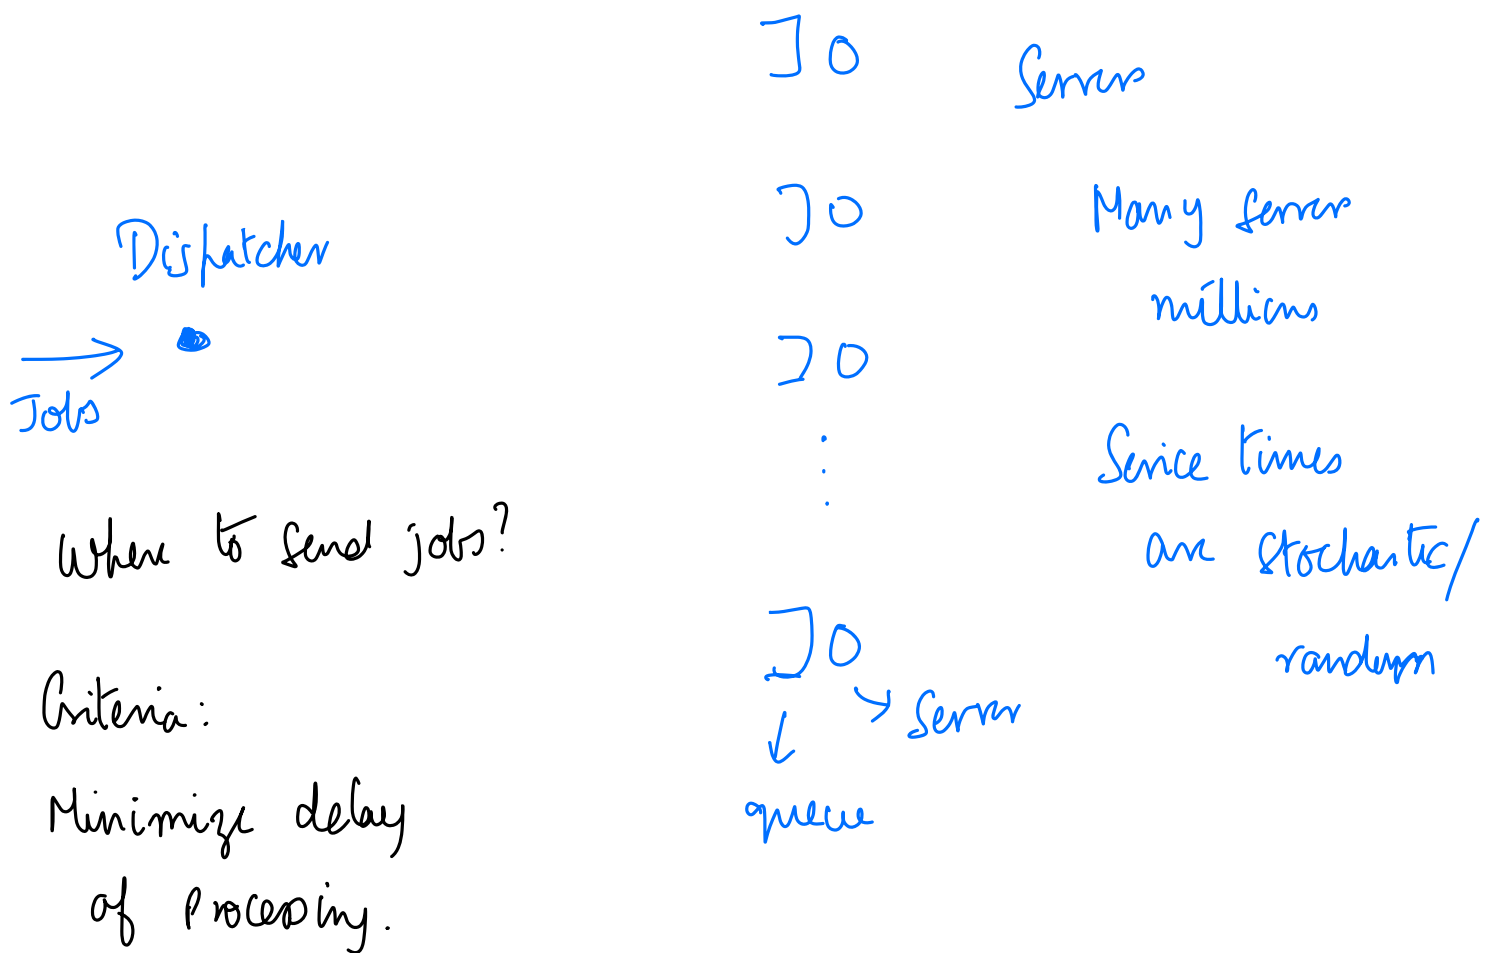 Servers
Dispatcher
Many servers
millions
Jobs
Service times
are stochastic/
random
Where to send jobs?
Criteria:
Server
Minimize delay
queue
of processing.